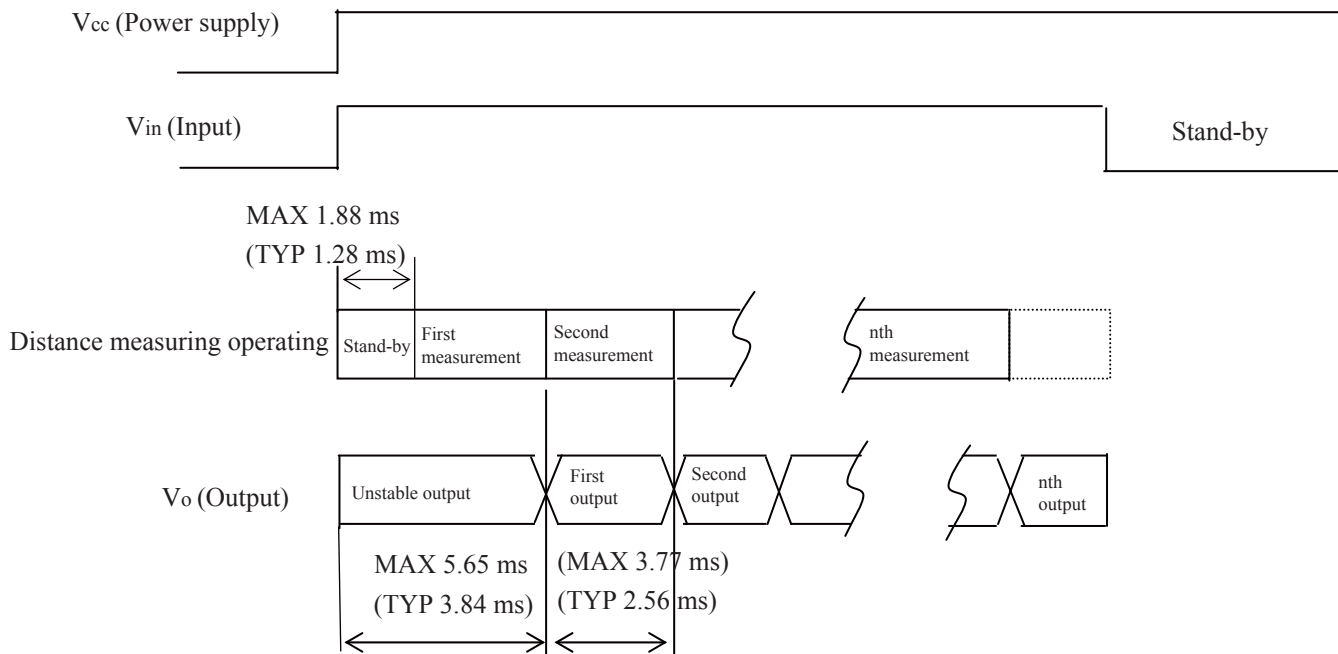 Vcc (Power supply)
Vin (Input)
Stand-by
MAX 1.88 ms
(TYP 1.28 ms)
Distance measuring operating
Stand-by
First
measurement
Second
measurement
nth
measurement
Vo (Output)
Unstable output
First
output
Second
output
nth
output
MAX 5.65 ms
(TYP 3.84 ms)
(MAX 3.77 ms)
(TYP 2.56 ms)